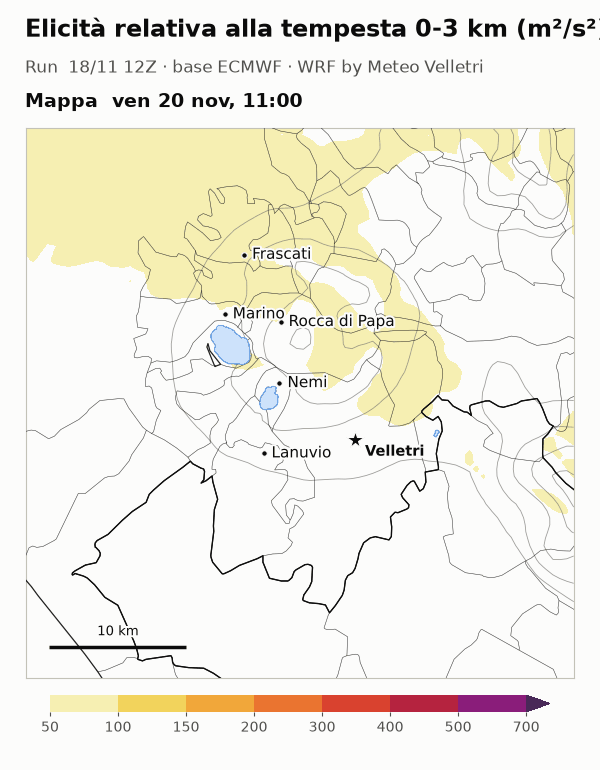 Elicità relativa alla tempesta 0-3 km (m²/s²)
Run 18/11 12Z · base ECMWF · WRF by Meteo Velletri
Mappa ven 20 nov, 11:00
Frascati
Marino
Rocca di Papa
Nemi
Velletri
Lanuvio
10 km
50 100 150 200 300 400 500 700